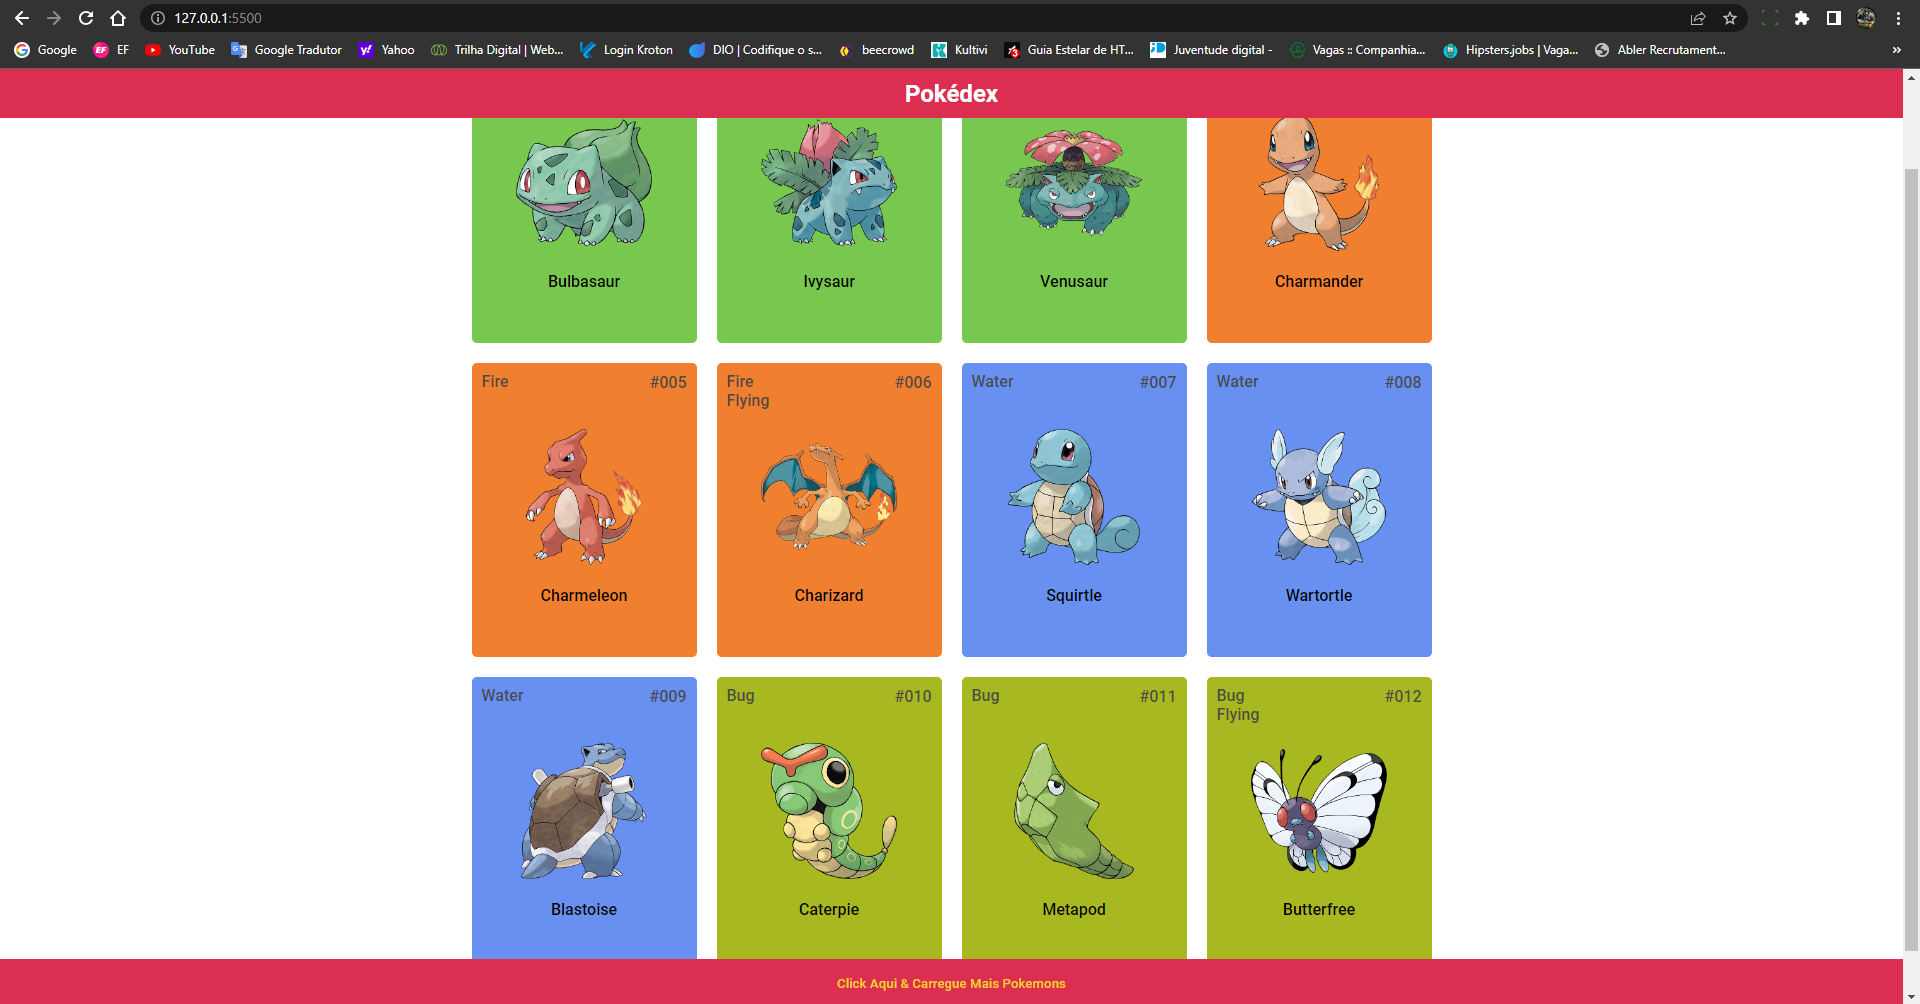 127.0.0.1:5500
Google EF YouTube Google Tradutor Yahoo Trilha Digital | Web... Login Kroton DIO | Codifique o s... beecrowd Kultivi Guia Estelar de HT... Juventude digital - Vagas :: Companhia... Hipsters.jobs | Vaga... Abler Recrutament... »
Pokédex
Bulbasaur Ivysaur Venusaur Charmander
Fire #005 Fire #006 Water #007 Water #008
Flying
Charmeleon Charizard Squirtle Wartortle
Water #009 Bug #010 Bug #011 Bug #012
Flying
Blastoise Caterpie Metapod Butterfree
Click Aqui & Carregue Mais Pokemons